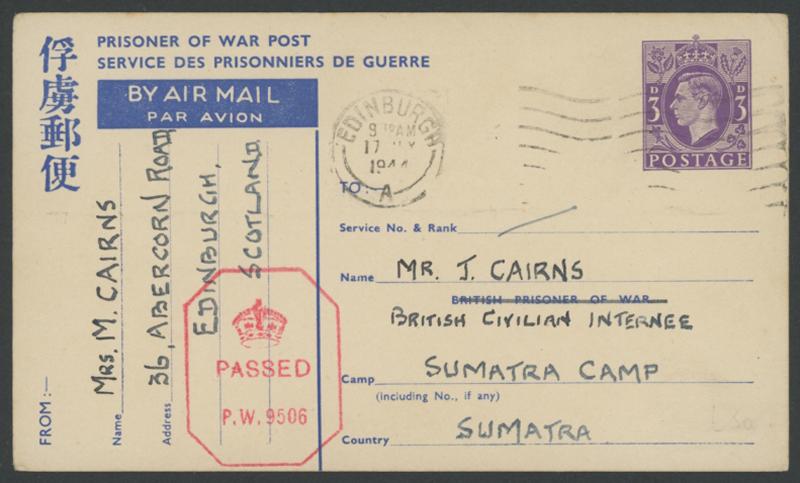 俘虜郵便
PRISONER OF WAR POST
SERVICE DES PRISONNIERS DE GUERRE
BY AIR MAIL
PAR AVION
FROM:—
Name MRS. M. CAIRNS
Address 36, ABERCORN ROAD
EDINBURGH,
SCOTLAND
PASSED
P.W. 9506
EDINBURGH
AM
17
1944
A
D 3 3 D
POSTAGE
TO:
Service No. & Rank
Name MR. J. CAIRNS
BRITISH PRISONER OF WAR
BRITISH CIVILIAN INTERNEE
Camp SUMATRA CAMP
(including No., if any)
Country SUMATRA